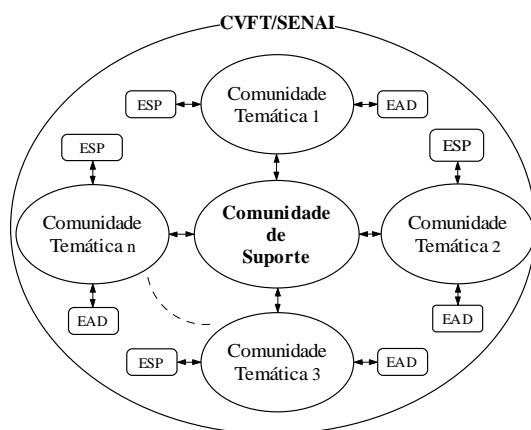 CVFT/SENAI
Comunidade
Temática 1
ESP
EAD
ESP
ESP
Comunidade
Temática n
Comunidade
de
Suporte
Comunidade
Temática 2
EAD
EAD
Comunidade
Temática 3
ESP
EAD